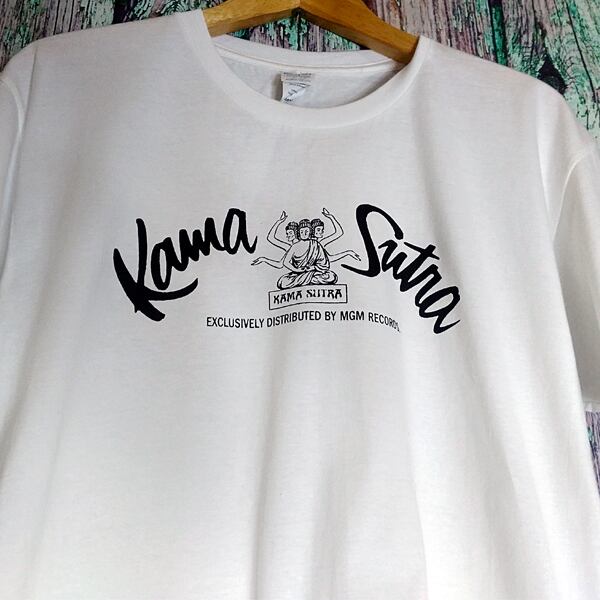 Kama Sutra
KAMA SUTRA
EXCLUSIVELY DISTRIBUTED BY MGM RECORDS